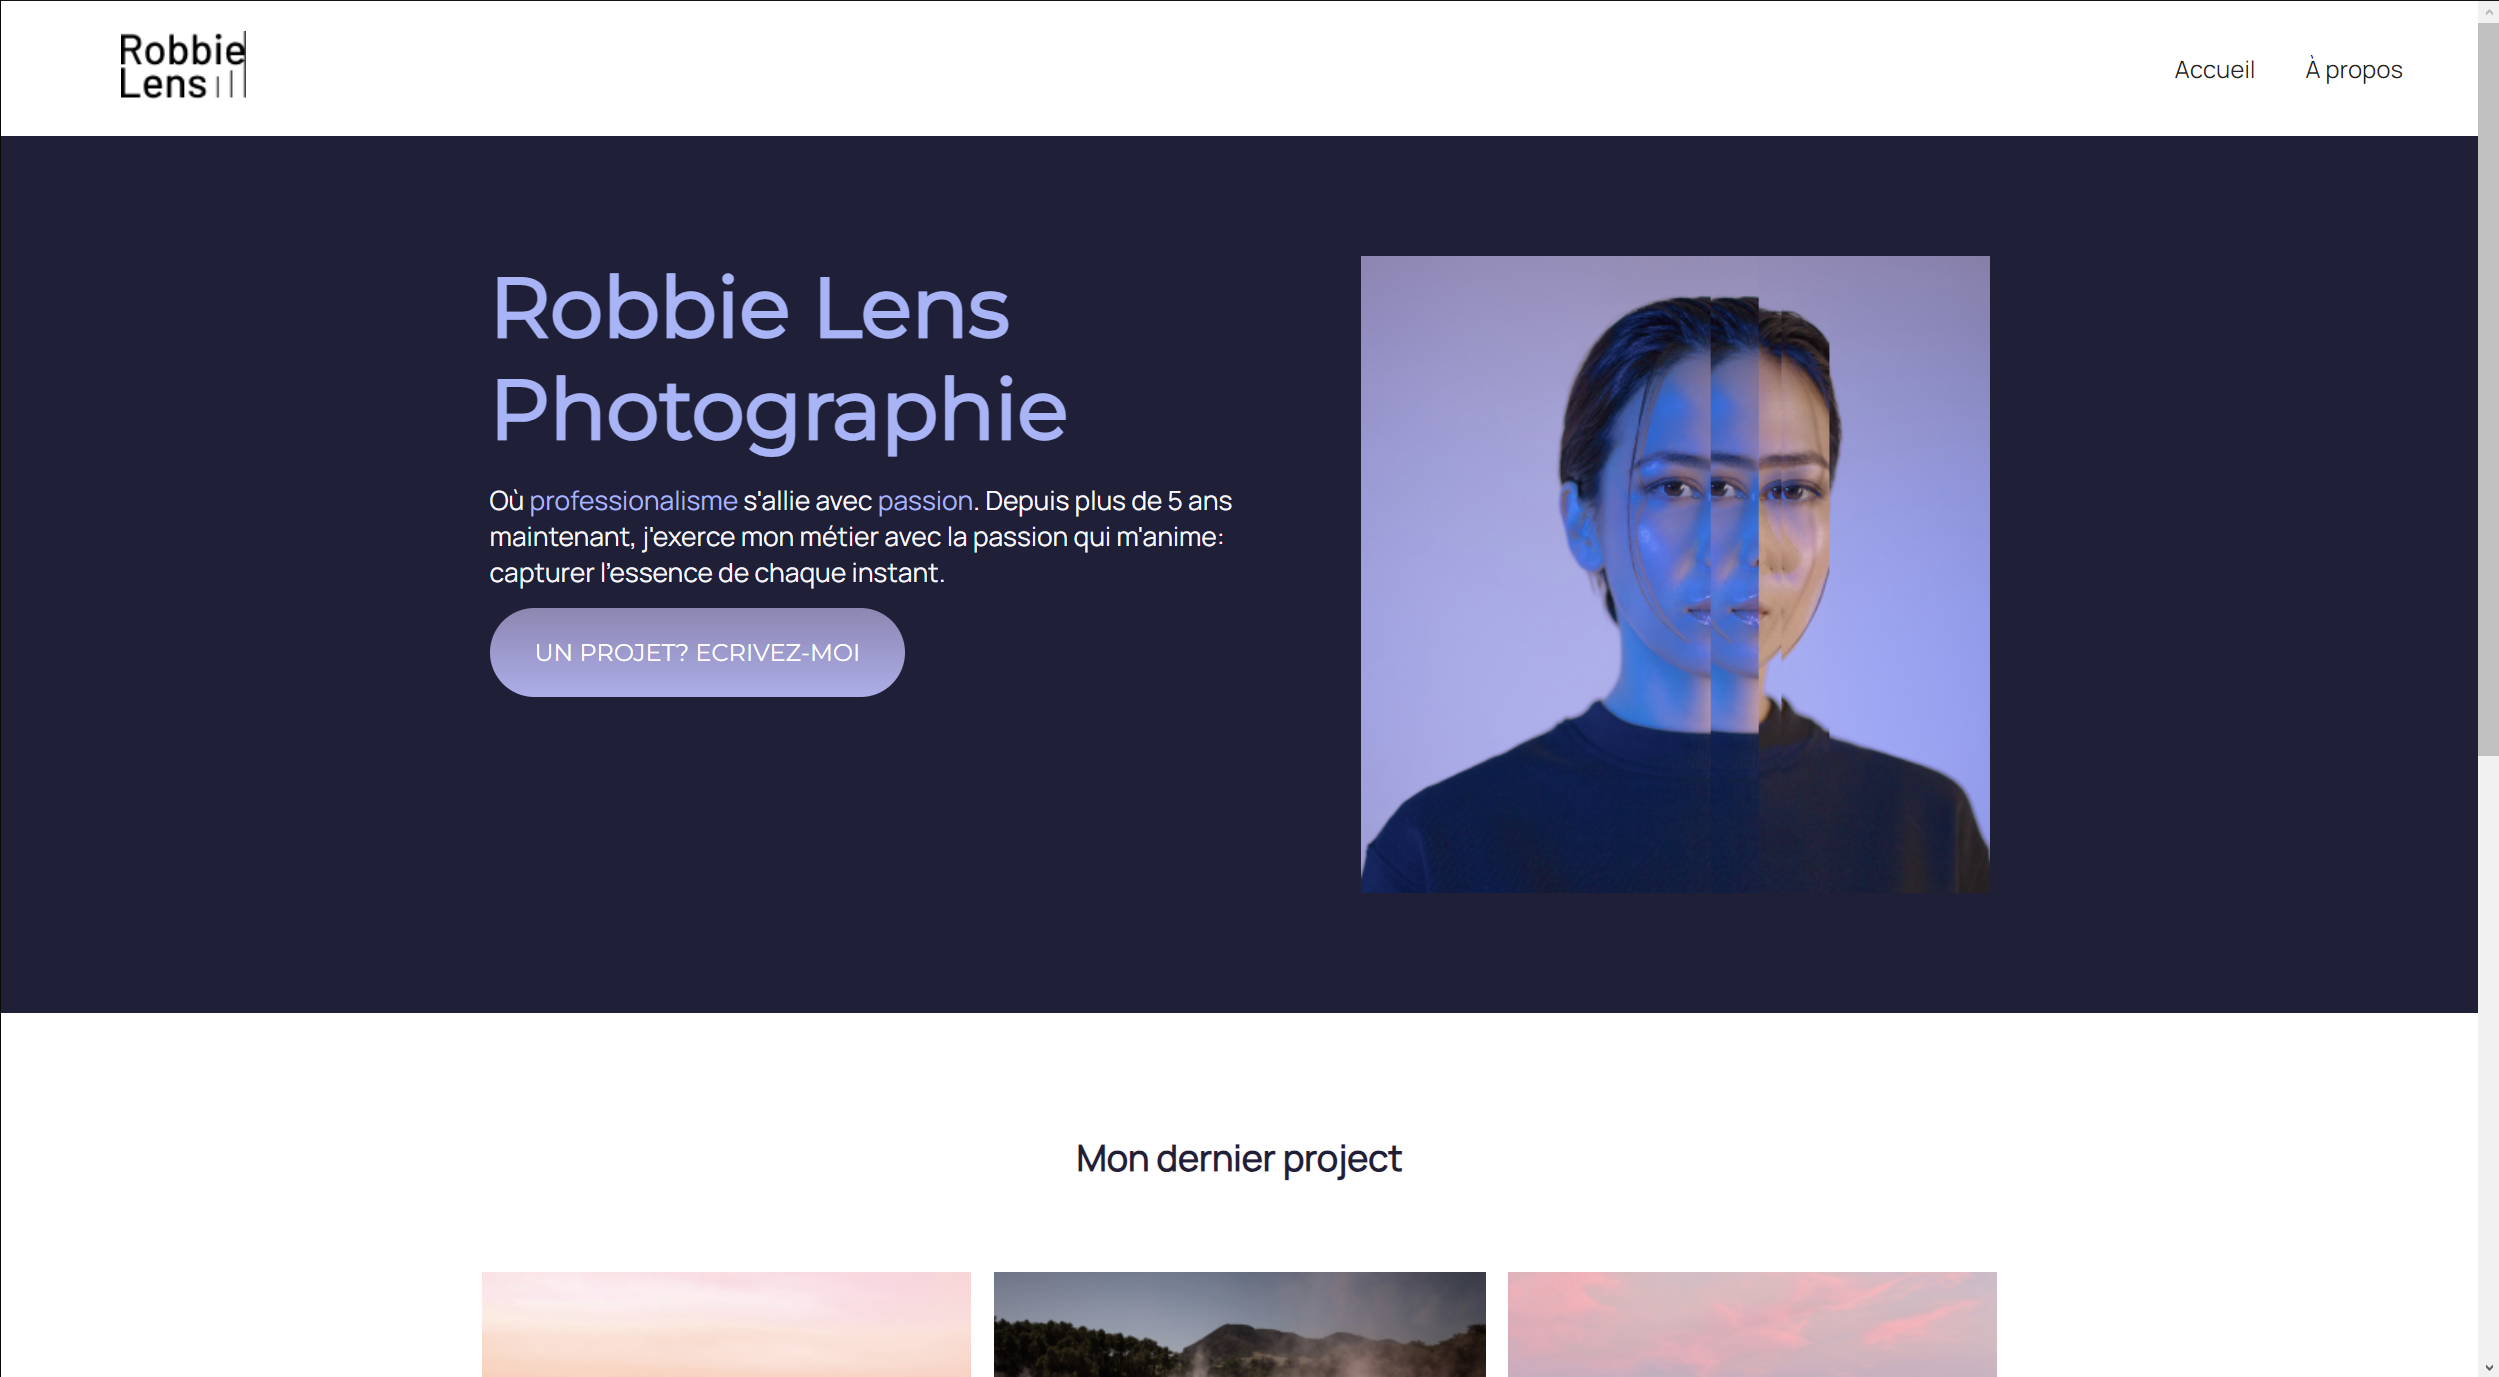 Robbie
Lens
Accueil
À propos
Robbie Lens
Photographie
Où professionalisme s'allie avec passion. Depuis plus de 5 ans
maintenant, j'exerce mon métier avec la passion qui m'anime:
capturer l'essence de chaque instant.
UN PROJET? ECRIVEZ-MOI
Mon dernier project